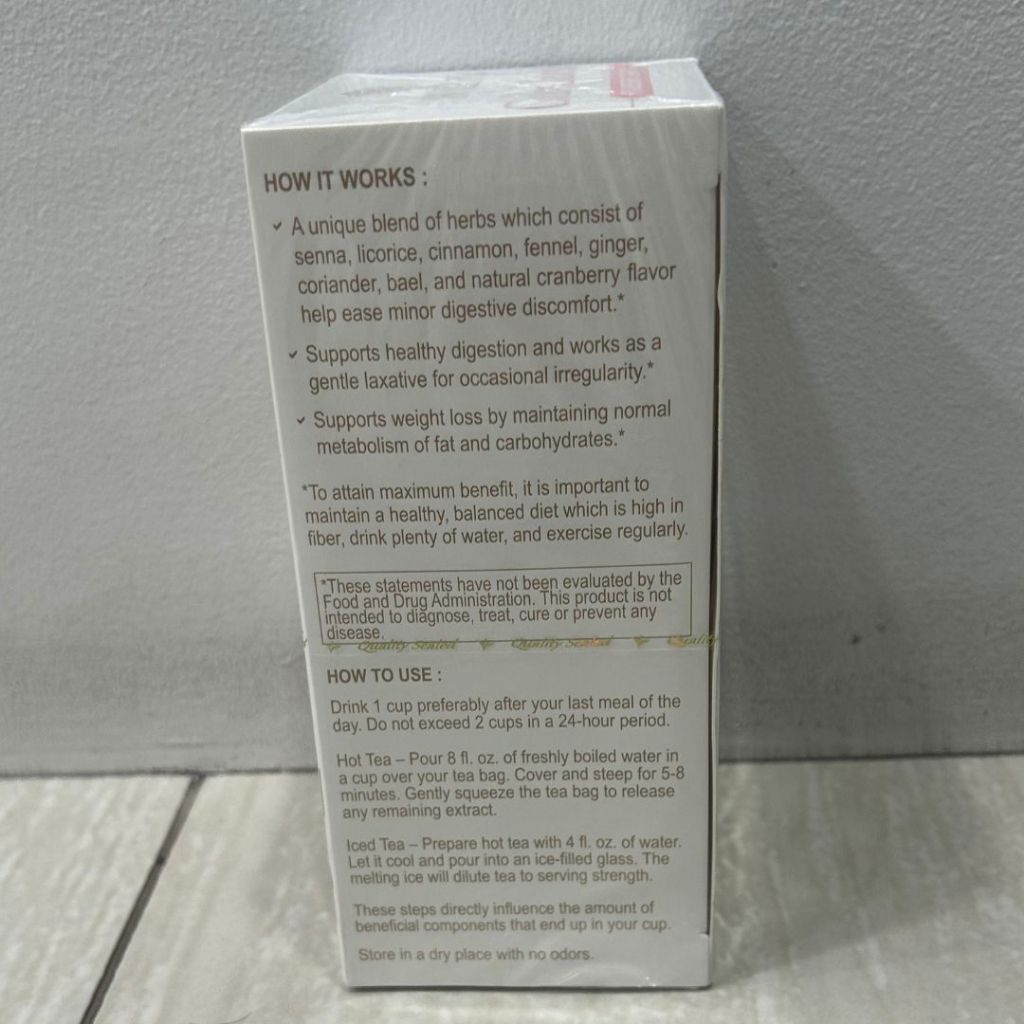 HOW IT WORKS :
✓ A unique blend of herbs which consist of
senna, licorice, cinnamon, fennel, ginger,
coriander, bael, and natural cranberry flavor
help ease minor digestive discomfort.*
✓ Supports healthy digestion and works as a
gentle laxative for occasional irregularity.*
✓ Supports weight loss by maintaining normal
metabolism of fat and carbohydrates.*
*To attain maximum benefit, it is important to
maintain a healthy, balanced diet which is high in
fiber, drink plenty of water, and exercise regularly.
*These statements have not been evaluated by the
Food and Drug Administration. This product is not
intended to diagnose, treat, cure or prevent any
disease.
Quality Sealed Quality Sealed Quality
HOW TO USE :
Drink 1 cup preferably after your last meal of the
day. Do not exceed 2 cups in a 24-hour period.
Hot Tea – Pour 8 fl. oz. of freshly boiled water in
a cup over your tea bag. Cover and steep for 5-8
minutes. Gently squeeze the tea bag to release
any remaining extract.
Iced Tea – Prepare hot tea with 4 fl. oz. of water.
Let it cool and pour into an ice-filled glass. The
melting ice will dilute tea to serving strength.
These steps directly influence the amount of
beneficial components that end up in your cup.
Store in a dry place with no odors.